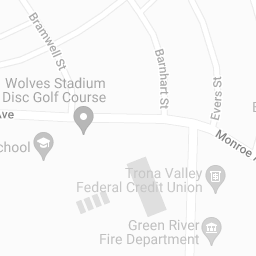 Bramwell St
Wolves Stadium
Disc Golf Course
Barnhart St
Evers St
Ave
Monroe
School
Trona Valley
Federal Credit Union
Green River
Fire Department